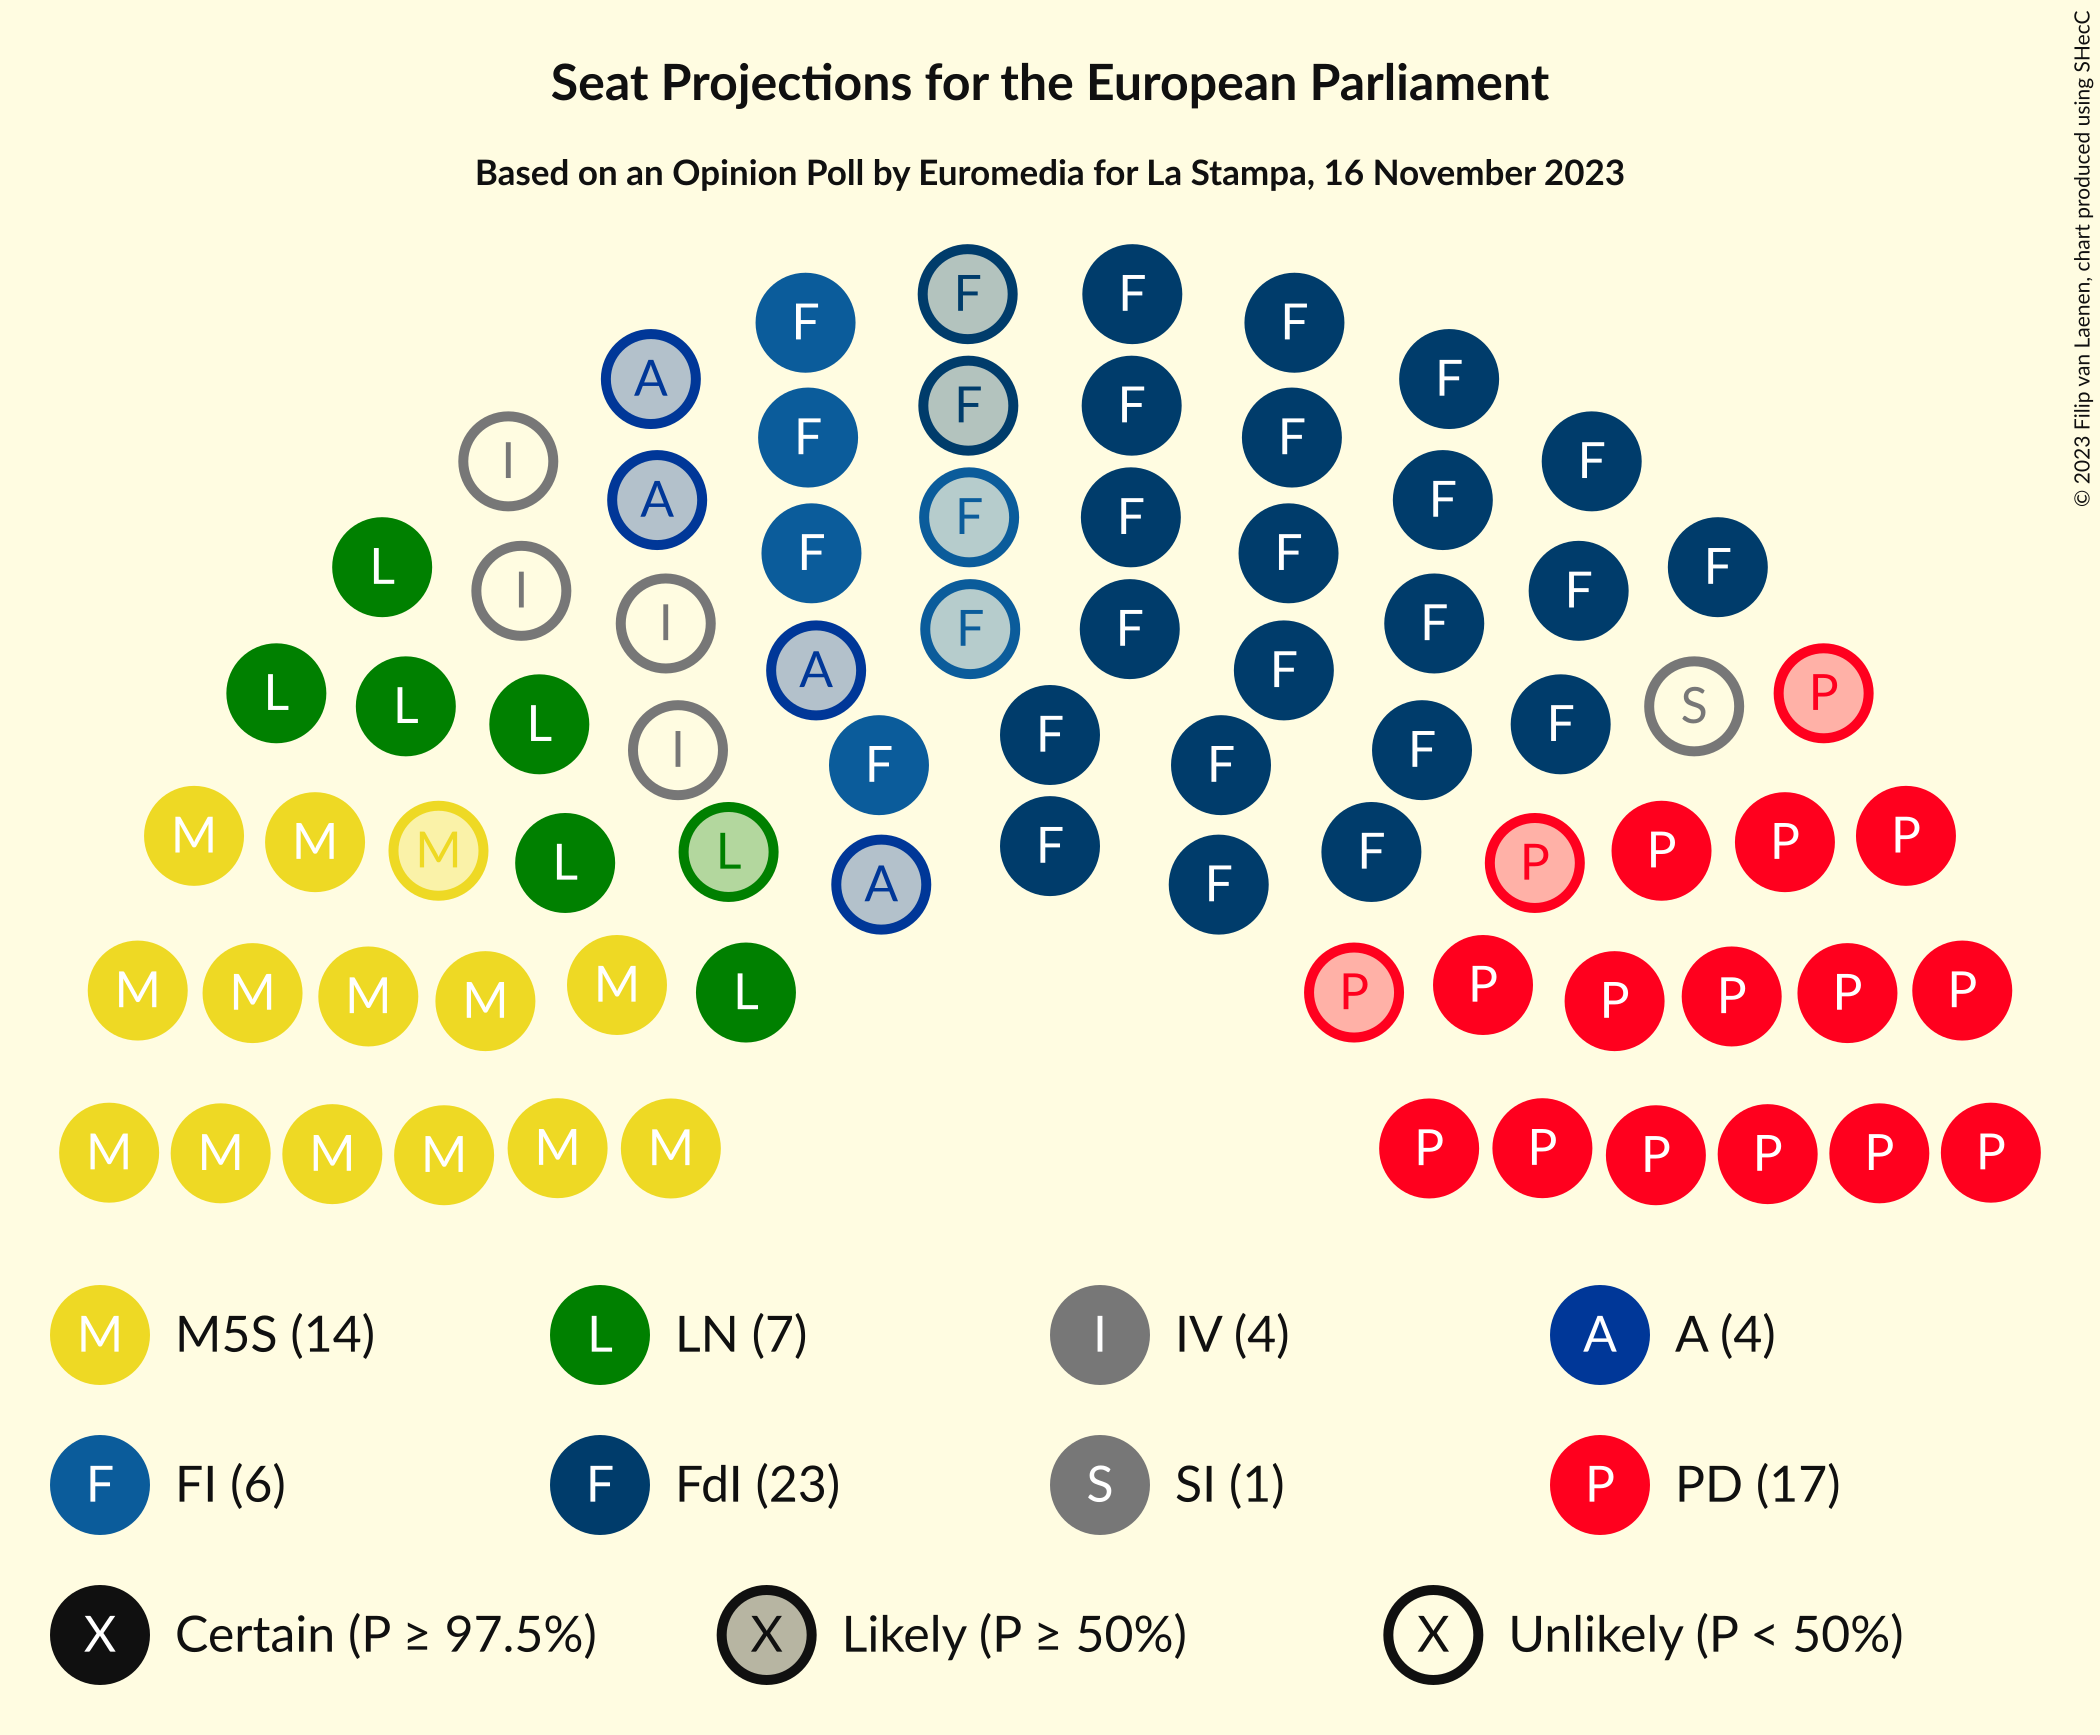 Seat Projections for the European Parliament
Based on an Opinion Poll by Euromedia for La Stampa, 16 November 2023
© 2023 Filip van Laenen, chart produced using SHecC
F F
F F
A F
F F
I F
A F
F F
L I F F
I F
A F
F F
L L L F S P
I F
A F
F F
M M M L L F F P P P P
A F
M M M M M L P P P P P P
M M M M M M P P P P P P
M M5S (14) L LN (7) I IV (4) A A (4)
F FI (6) F FdI (23) S SI (1) P PD (17)
X Certain (P ≥ 97.5%) X Likely (P ≥ 50%) X Unlikely (P < 50%)